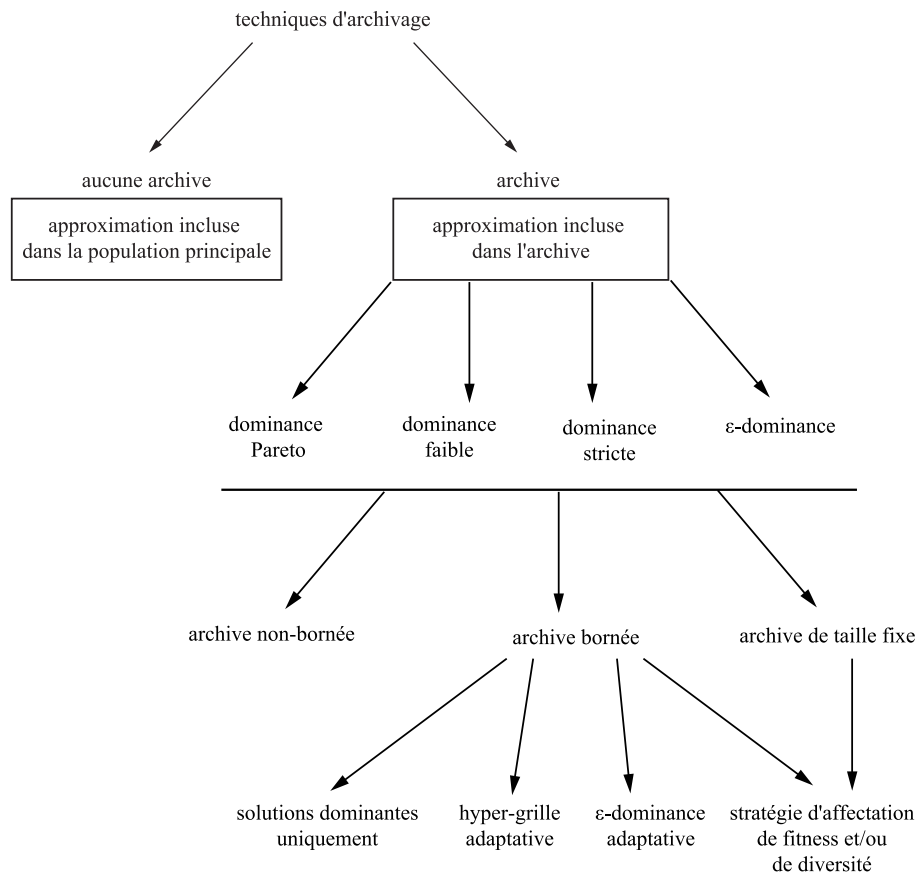 techniques d'archivage
aucune archive
archive
approximation incluse
dans la population principale
approximation incluse
dans l'archive
dominance
Pareto
dominance
faible
dominance
stricte
ε-dominance
archive non-bornée
archive bornée
archive de taille fixe
solutions dominantes
uniquement
hyper-grille
adaptative
ε-dominance
adaptative
stratégie d'affectation
de fitness et/ou
de diversité